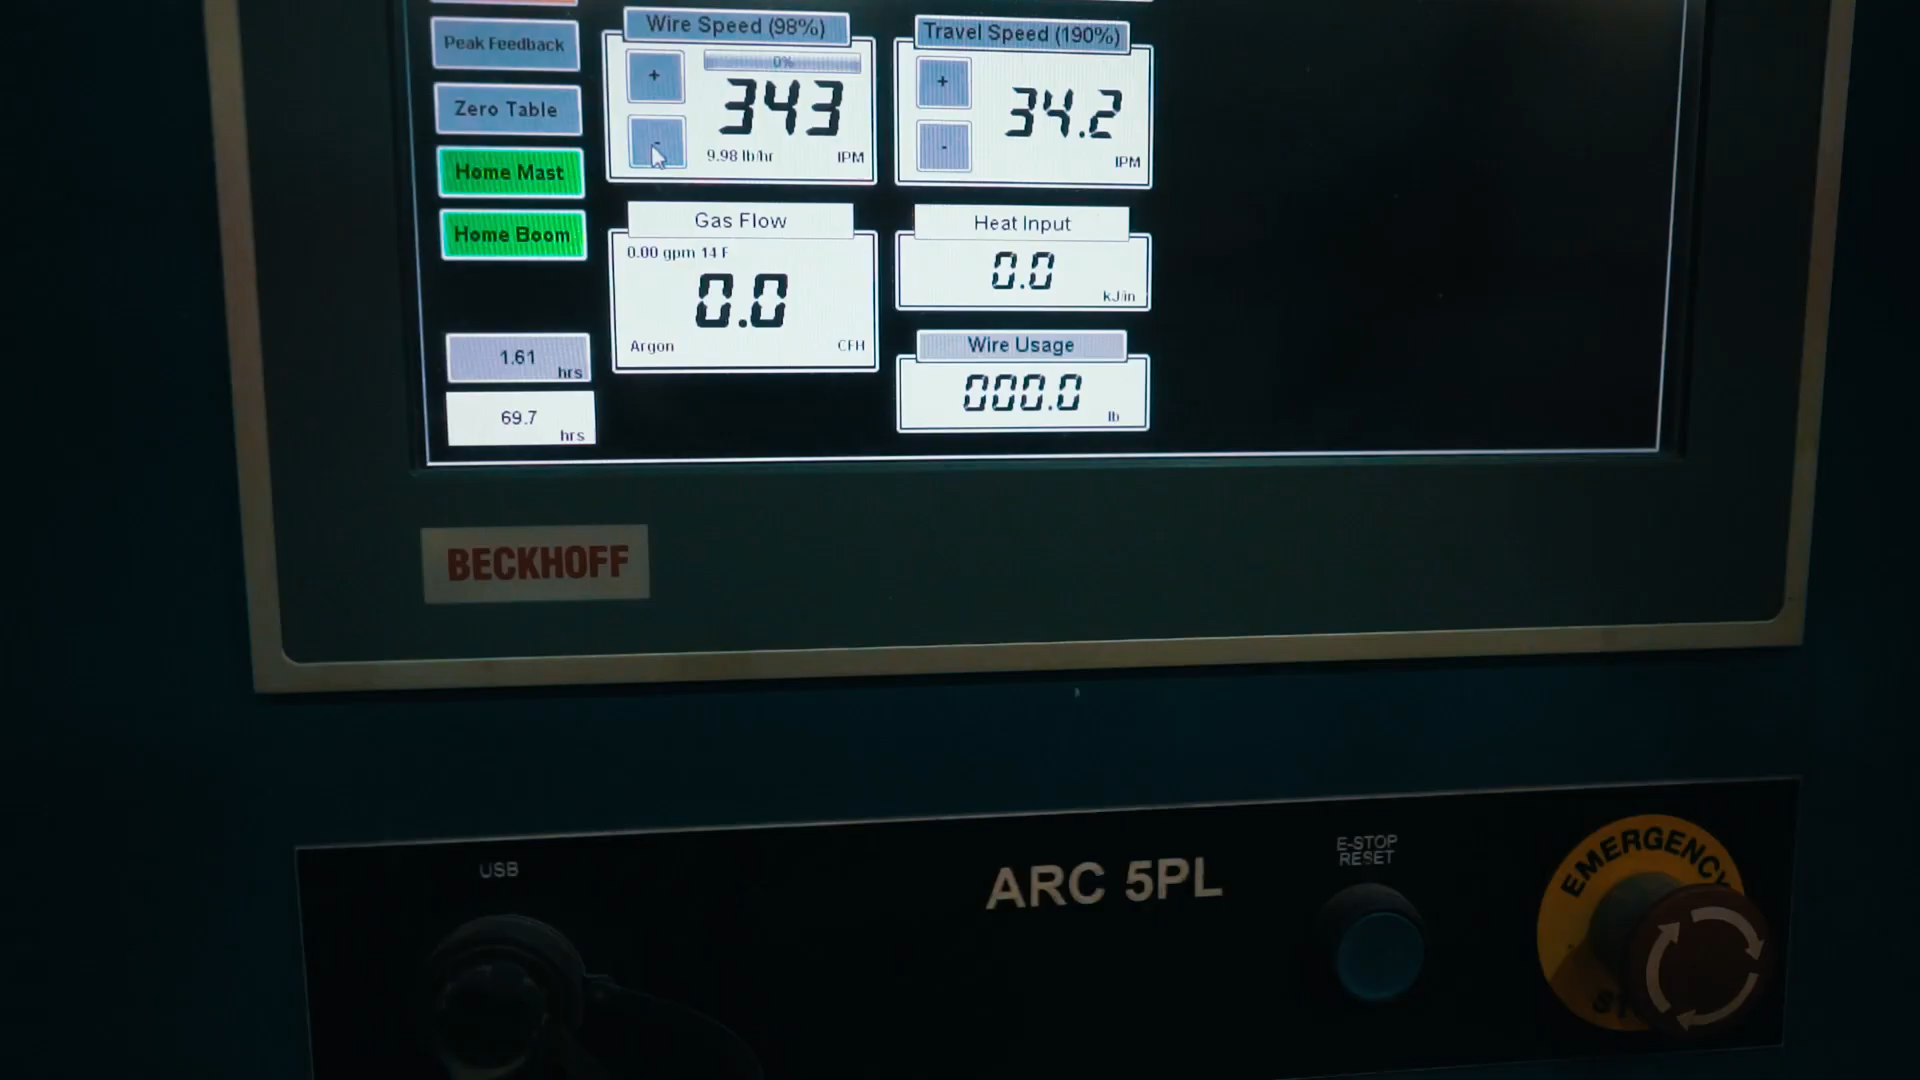 Peak Feedback
Zero Table
Home Mast
Home Boom
1.61
hrs
69.7
hrs
Wire Speed (98%)
+
0%
343
-
9.98 lb/hr
IPM
Travel Speed (190%)
+
34.2
-
IPM
Gas Flow
0.00 gpm 14 F
0.0
Argon
CFH
Heat Input
0.0
kJ/in
Wire Usage
000.0
lb
BECKHOFF
USB
ARC 5PL
E-STOP
RESET
EMERGENCY